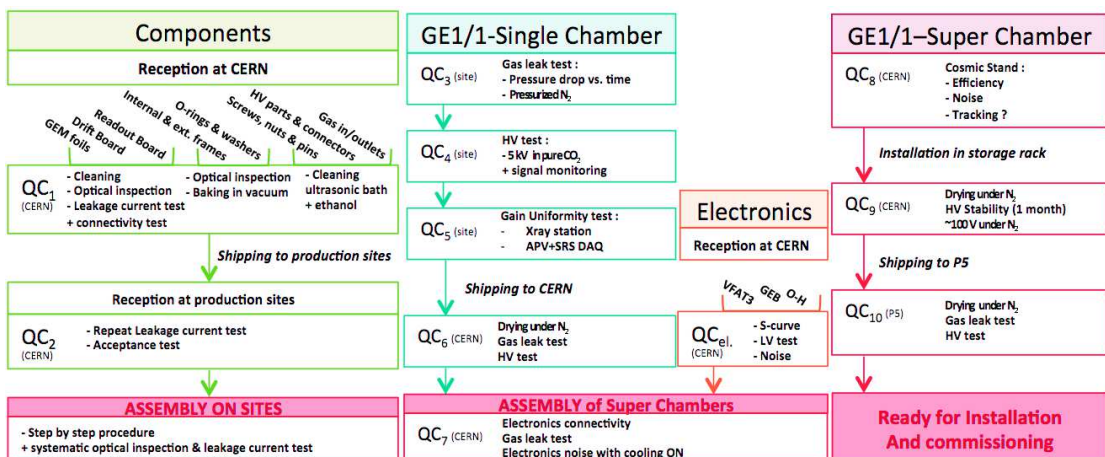 Components
Reception at CERN
GEM foils
Drift Board
Readout Board
Internal & ext. frames
O-rings & washers
Screws, nuts & pins
HV parts & connectors
Gas in/outlets
QC1
(CERN)
- Cleaning
- Optical inspection
- Leakage current test
+ connectivity test
- Optical inspection
- Baking in vacuum
- Cleaning
ultrasonic bath
+ ethanol
Shipping to production sites
Reception at production sites
QC2
(CERN)
- Repeat Leakage current test
- Acceptance test
ASSEMBLY ON SITES
- Step by step procedure
+ systematic optical inspection & leakage current test
GE1/1-Single Chamber
QC3 (site)
Gas leak test :
- Pressure drop vs. time
- Pressurized N2
QC4 (site)
HV test :
- 5 kV in pure CO2
+ signal monitoring
QC5 (site)
Gain Uniformity test :
- Xray station
- APV+SRS DAQ
Shipping to CERN
QC6 (CERN)
Drying under N2
Gas leak test
HV test
Electronics
Reception at CERN
VFAT3
GEB
O-H
QCel.
(CERN)
- S-curve
- LV test
- Noise
ASSEMBLY of Super Chambers
QC7 (CERN)
Electronics connectivity
Gas leak test
Electronics noise with cooling ON
GE1/1–Super Chamber
QC8 (CERN)
Cosmic Stand :
- Efficiency
- Noise
- Tracking ?
Installation in storage rack
QC9 (CERN)
Drying under N2
HV Stability (1 month)
~100 V under N2
Shipping to P5
QC10 (P5)
Drying under N2
Gas leak test
HV test
Ready for Installation
And commissioning